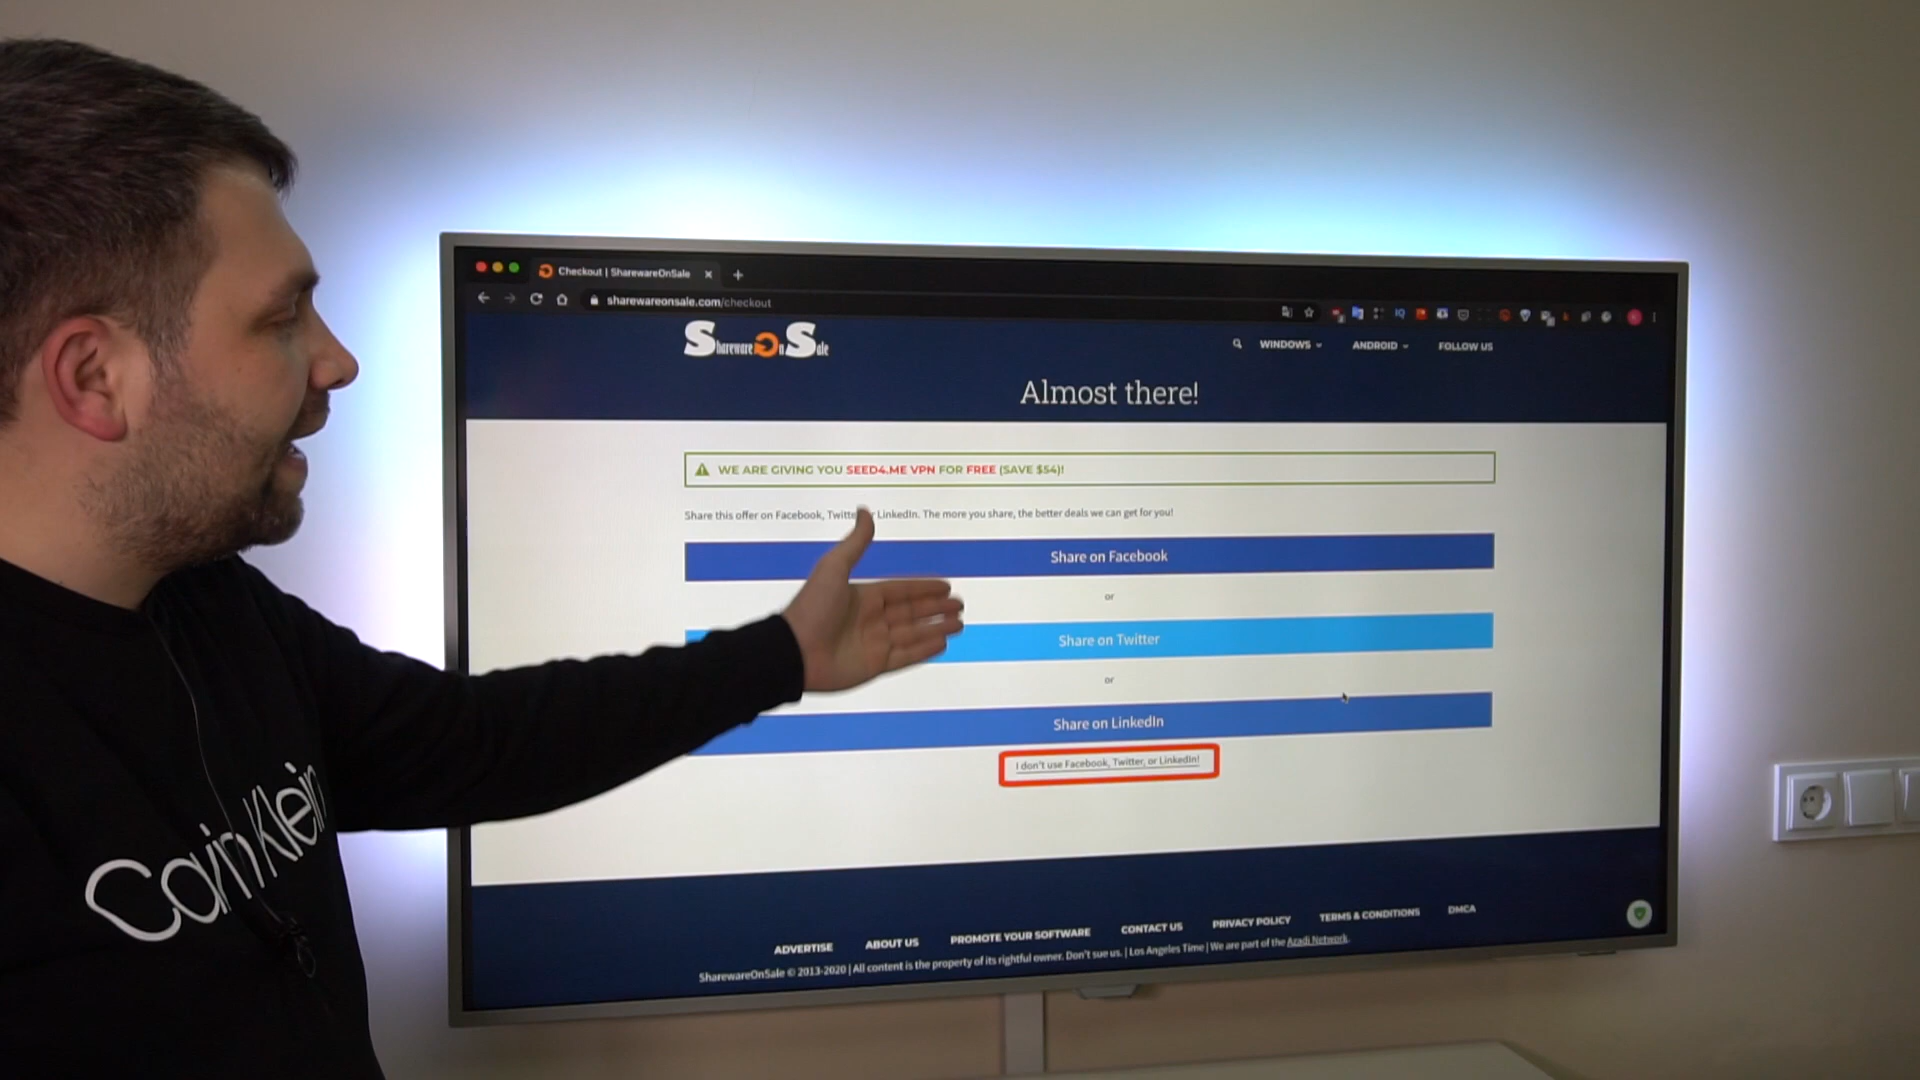 Checkout | SharewareOnSale
sharewareonsale.com/checkout
SharewareOnSale
WINDOWS
ANDROID
FOLLOW US
Almost there!
WE ARE GIVING YOU SEED4.ME VPN FOR FREE (SAVE $54)!
Share this offer on Facebook, Twitter LinkedIn. The more you share, the better deals we can get for you!
Share on Facebook
or
Share on Twitter
or
Share on LinkedIn
I don't use Facebook, Twitter, or LinkedIn!
ADVERTISE
ABOUT US
PROMOTE YOUR SOFTWARE
CONTACT US
PRIVACY POLICY
TERMS & CONDITIONS
DMCA
SharewareOnSale © 2013-2020 | All content is the property of its rightful owner. Don't sue us. | Los Angeles Time | We are part of the Azadi Network.
Calvin Klein